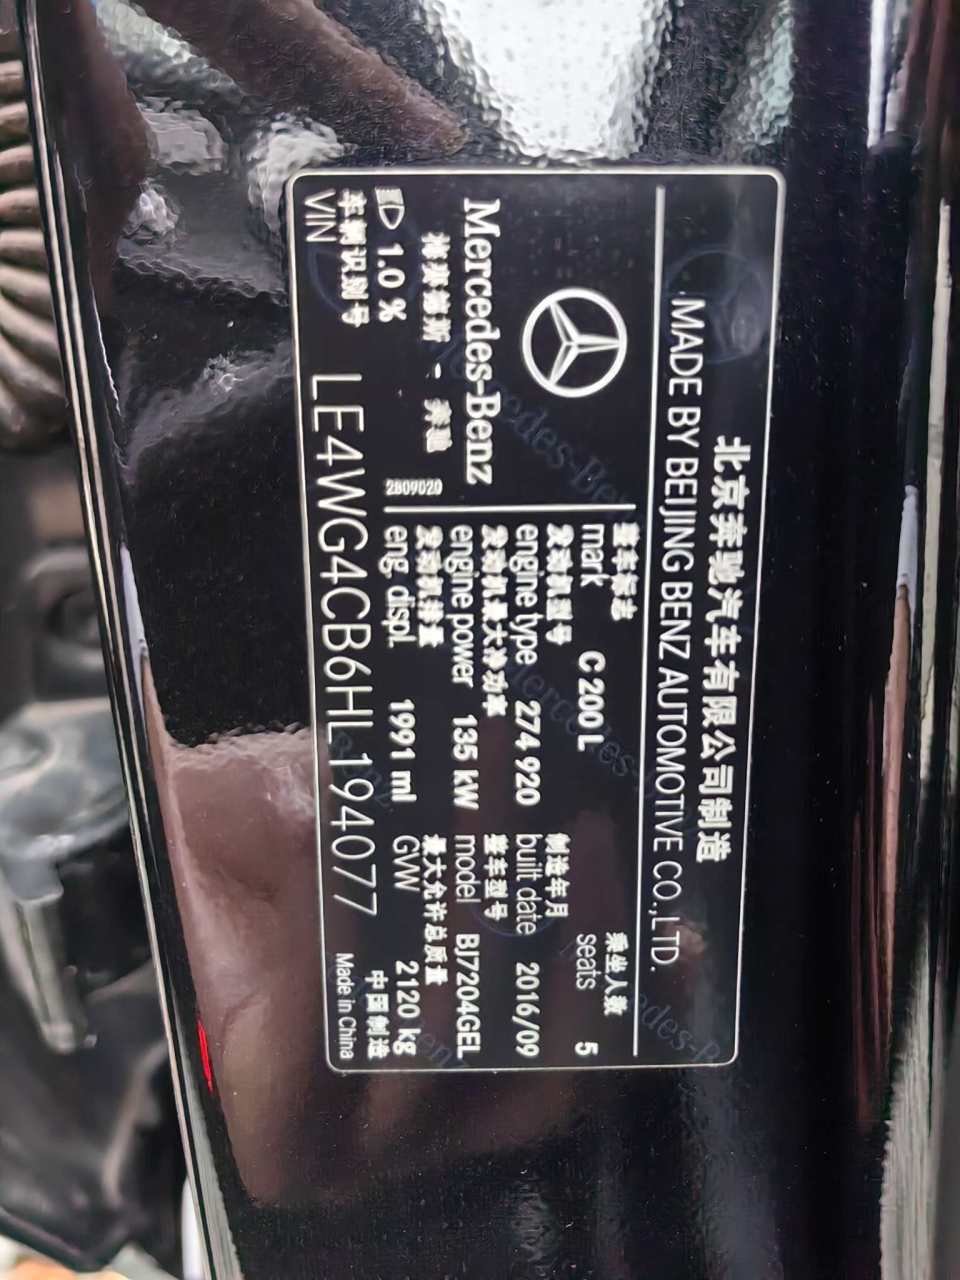 北京奔驰汽车有限公司制造
MADE BY BEIJING BENZ AUTOMOTIVE CO.,LTD.
Mercedes-Benz
梅赛德斯 - 奔驰
1.0 %
2809020
整车标志
mark C 200 L
乘坐人数
seats 5
发动机型号
engine type 274 920
制造年月
built date 2016/09
发动机最大净功率
engine power 135 kW
整车型号
model BJ7204GEL
发动机排量
eng. displ. 1991 ml
最大允许总质量
GWW 2120 kg
车辆识别号
VIN LE4WG4CB6HL194077
中国制造
Made in China